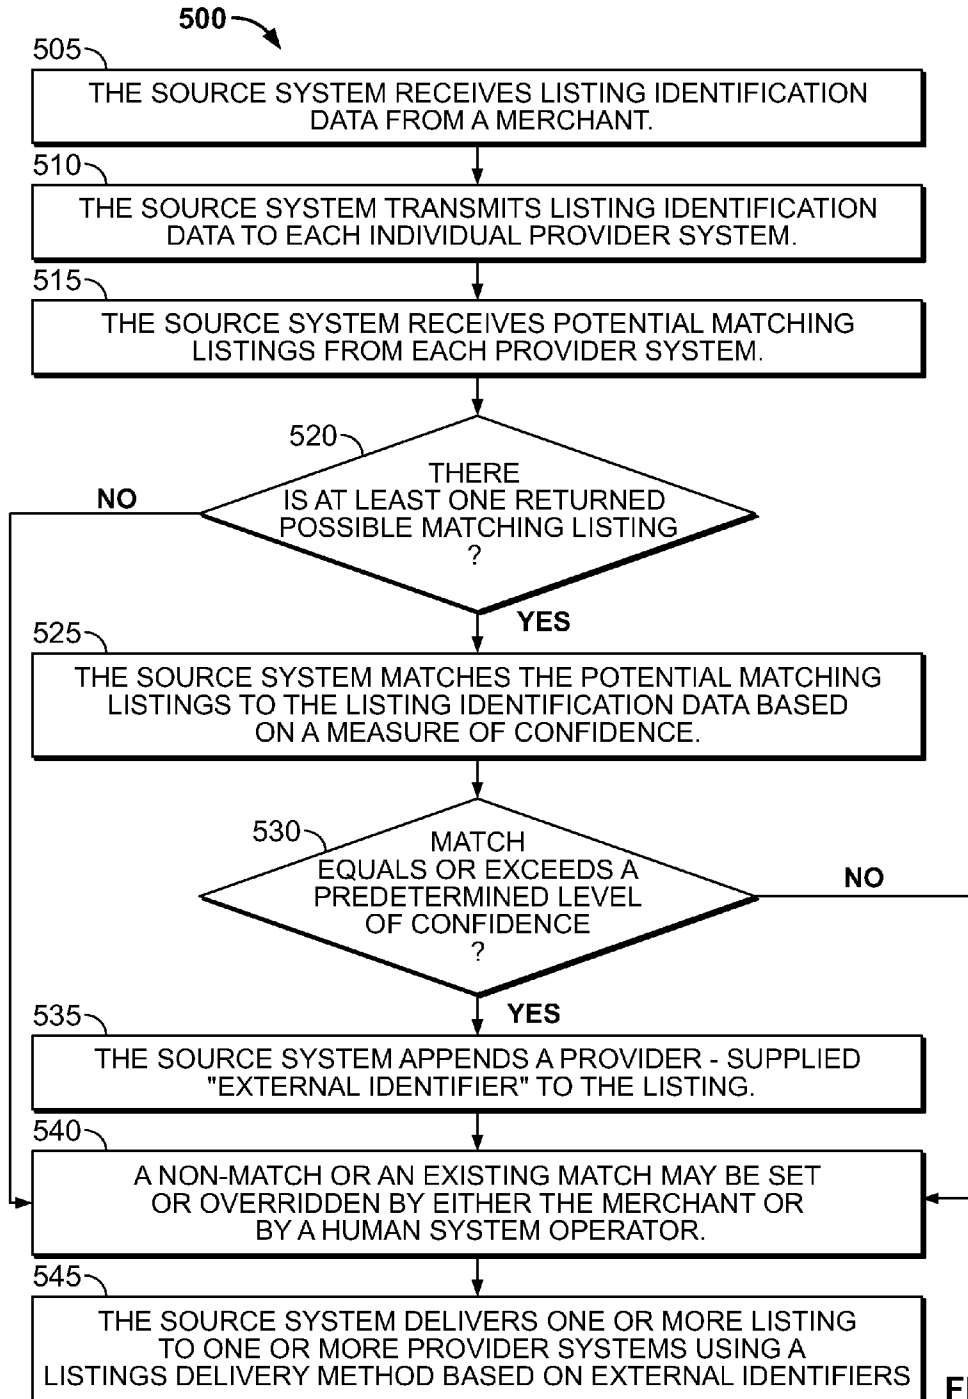 500
505
THE SOURCE SYSTEM RECEIVES LISTING IDENTIFICATION
DATA FROM A MERCHANT.
510
THE SOURCE SYSTEM TRANSMITS LISTING IDENTIFICATION
DATA TO EACH INDIVIDUAL PROVIDER SYSTEM.
515
THE SOURCE SYSTEM RECEIVES POTENTIAL MATCHING
LISTINGS FROM EACH PROVIDER SYSTEM.
520
THERE
IS AT LEAST ONE RETURNED
POSSIBLE MATCHING LISTING
?
NO
YES
525
THE SOURCE SYSTEM MATCHES THE POTENTIAL MATCHING
LISTINGS TO THE LISTING IDENTIFICATION DATA BASED
ON A MEASURE OF CONFIDENCE.
530
MATCH
EQUALS OR EXCEEDS A
PREDETERMINED LEVEL
OF CONFIDENCE
?
NO
YES
535
THE SOURCE SYSTEM APPENDS A PROVIDER - SUPPLIED
"EXTERNAL IDENTIFIER" TO THE LISTING.
540
A NON-MATCH OR AN EXISTING MATCH MAY BE SET
OR OVERRIDDEN BY EITHER THE MERCHANT OR
BY A HUMAN SYSTEM OPERATOR.
545
THE SOURCE SYSTEM DELIVERS ONE OR MORE LISTING
TO ONE OR MORE PROVIDER SYSTEMS USING A
LISTINGS DELIVERY METHOD BASED ON EXTERNAL IDENTIFIERS